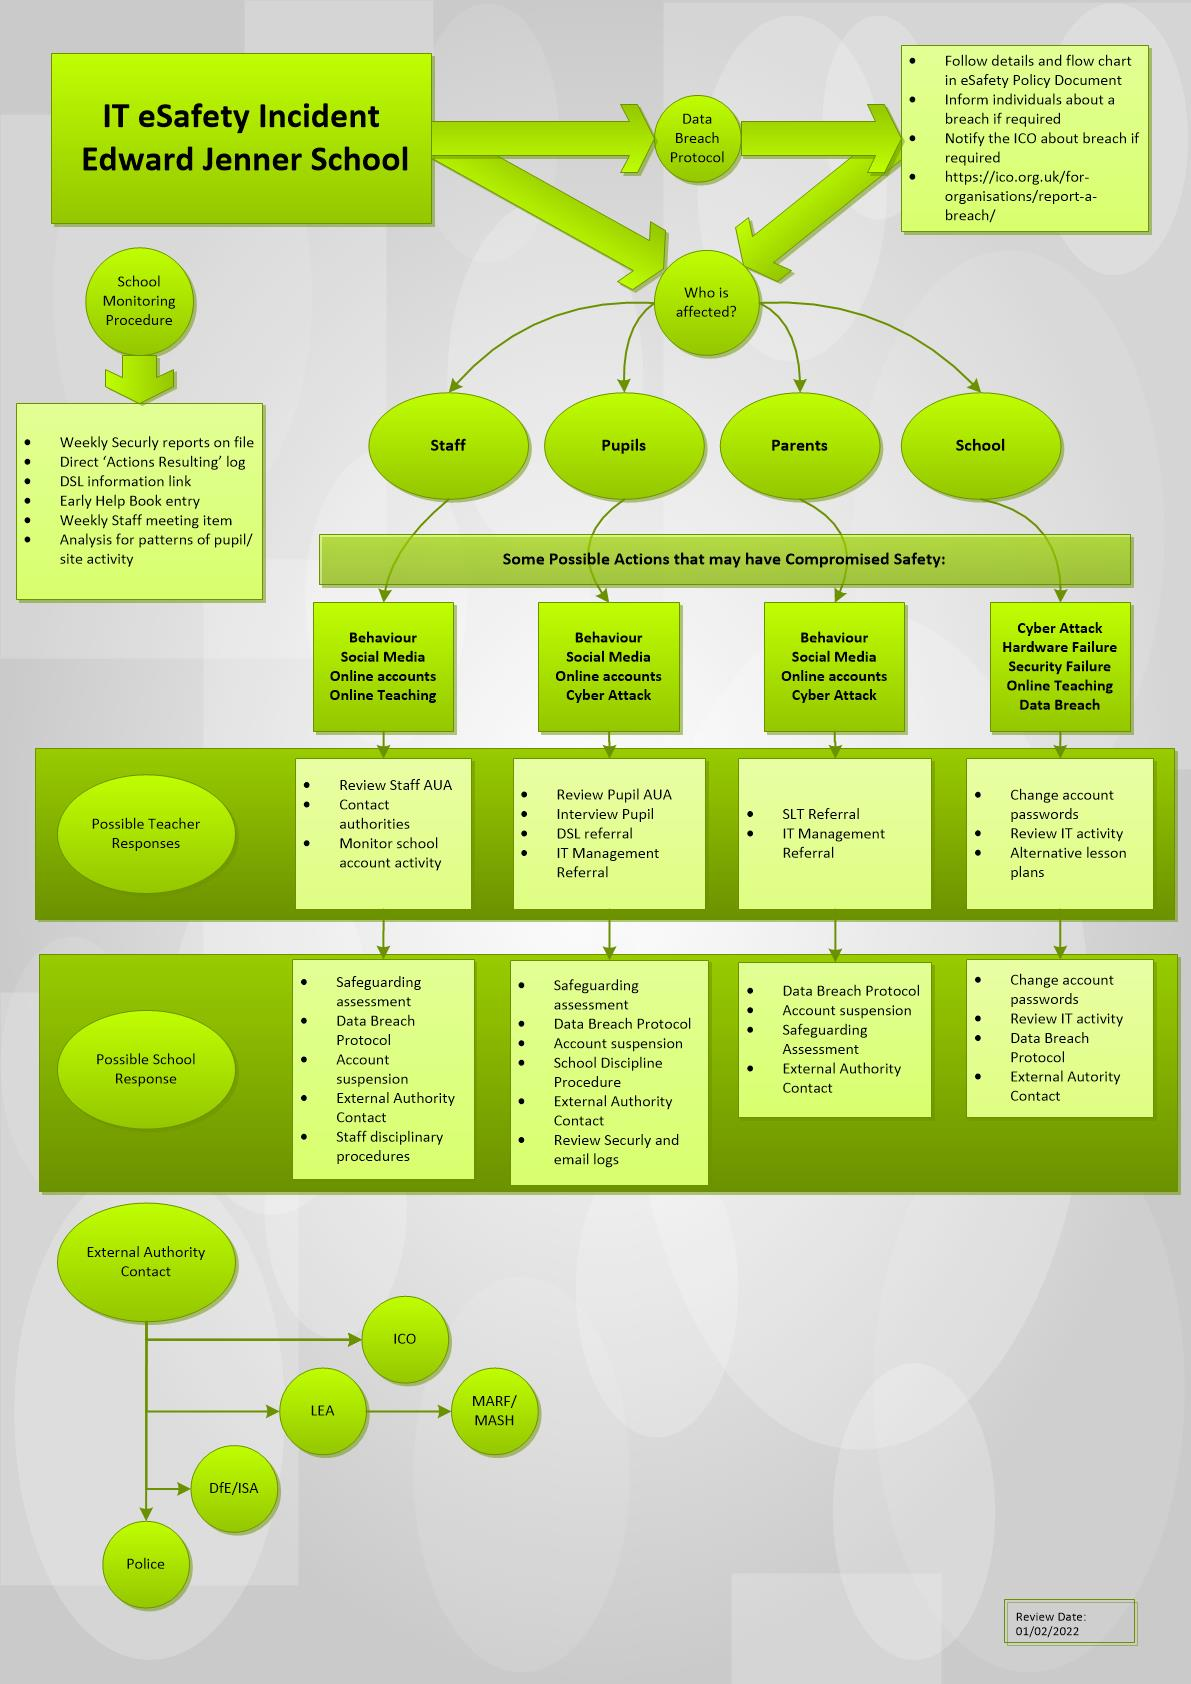 IT eSafety Incident
Edward Jenner School
Data
Breach
Protocol
Follow details and flow chart
in eSafety Policy Document
Inform individuals about a
breach if required
Notify the ICO about breach if
required
https://ico.org.uk/for-
organisations/report-a-
breach/
School
Monitoring
Procedure
Who is
affected?
Weekly Securly reports on file
Direct ‘Actions Resulting’ log
DSL information link
Early Help Book entry
Weekly Staff meeting item
Analysis for patterns of pupil/
site activity
Staff
Pupils
Parents
School
Some Possible Actions that may have Compromised Safety:
Behaviour
Social Media
Online accounts
Online Teaching
Behaviour
Social Media
Online accounts
Cyber Attack
Behaviour
Social Media
Online accounts
Cyber Attack
Cyber Attack
Hardware Failure
Security Failure
Online Teaching
Data Breach
Possible Teacher
Responses
Review Staff AUA
Contact
authorities
Monitor school
account activity
Review Pupil AUA
Interview Pupil
DSL referral
IT Management
Referral
SLT Referral
IT Management
Referral
Change account
passwords
Review IT activity
Alternative lesson
plans
Possible School
Response
Safeguarding
assessment
Data Breach
Protocol
Account
suspension
External Authority
Contact
Staff disciplinary
procedures
Safeguarding
assessment
Data Breach Protocol
Account suspension
School Discipline
Procedure
External Authority
Contact
Review Securly and
email logs
Data Breach Protocol
Account suspension
Safeguarding
Assessment
External Authority
Contact
Change account
passwords
Review IT activity
Data Breach
Protocol
External Autority
Contact
External Authority
Contact
ICO
LEA
MARF/
MASH
DfE/ISA
Police
Review Date:
01/02/2022